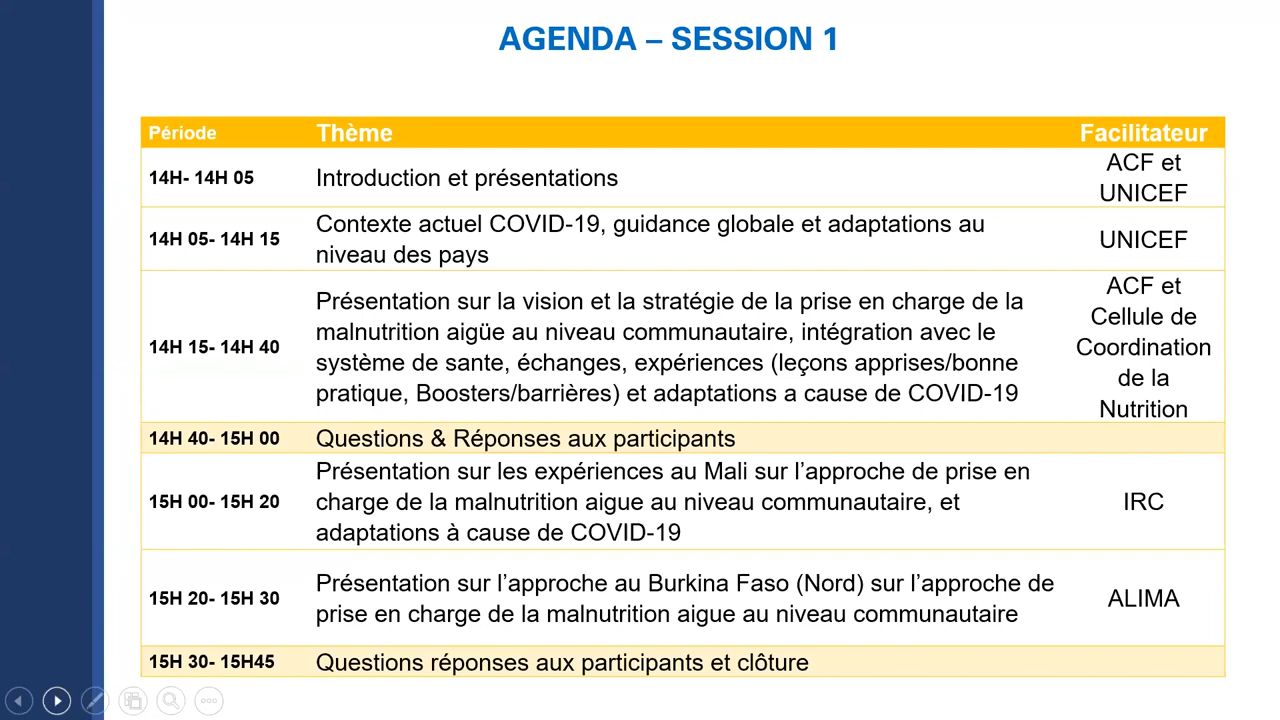 AGENDA – SESSION 1
Période Thème Facilitateur
14H- 14H 05
Introduction et présentations
ACF et
UNICEF
14H 05- 14H 15
Contexte actuel COVID-19, guidance globale et adaptations au
niveau des pays
UNICEF
14H 15- 14H 40
Présentation sur la vision et la stratégie de la prise en charge de la
malnutrition aigüe au niveau communautaire, intégration avec le
système de sante, échanges, expériences (leçons apprises/bonne
pratique, Boosters/barrières) et adaptations a cause de COVID-19
ACF et
Cellule de
Coordination
de la
Nutrition
14H 40- 15H 00
Questions & Réponses aux participants
15H 00- 15H 20
Présentation sur les expériences au Mali sur l’approche de prise en
charge de la malnutrition aigue au niveau communautaire, et
adaptations à cause de COVID-19
IRC
15H 20- 15H 30
Présentation sur l’approche au Burkina Faso (Nord) sur l’approche de
prise en charge de la malnutrition aigue au niveau communautaire
ALIMA
15H 30- 15H45
Questions réponses aux participants et clôture